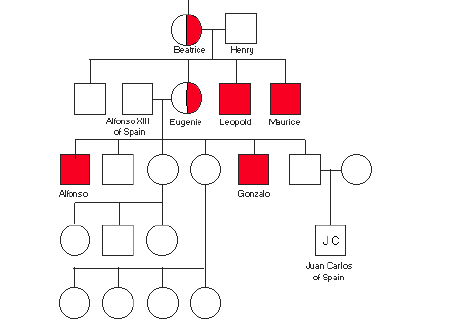 Beatrice
Henry
Alfonso XIII
of Spain
Eugenie
Leopold
Maurice
Alfonso
Gonzalo
J C
Juan Carlos
of Spain